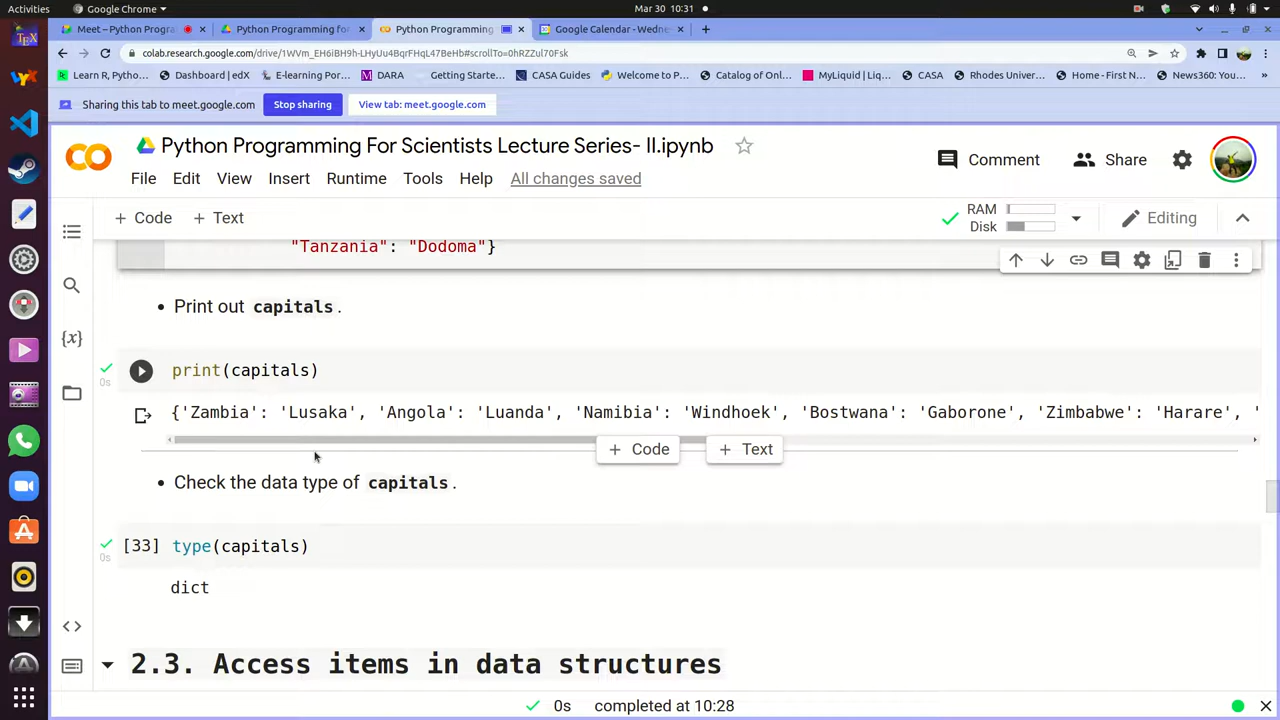 Activities
Google Chrome
Mar 30 10:31
Meet – Python Progra
Python Programming fo
Python Programming
Google Calendar - Wedne
colab.research.google.com/drive/1WVm_EH6iBH9h-LHyUu4BqrFHqL47BeHb#scrollTo=0hRZZul70Fsk
Learn R, Pytho...
Dashboard | edX
E-learning Por...
DARA
Getting Starte...
CASA Guides
Welcome to P...
Catalog of Onl...
MyLiquid | Liq...
CASA
Rhodes Univer...
Home - First N...
News360: You...
»
Sharing this tab to meet.google.com
Stop sharing
View tab: meet.google.com
Python Programming For Scientists Lecture Series- II.ipynb
Comment
Share
File Edit View Insert Runtime Tools Help All changes saved
+ Code + Text
RAM
Disk
Editing
"Tanzania": "Dodoma"}
• Print out capitals.
print(capitals)
0s
{'Zambia': 'Lusaka', 'Angola': 'Luanda', 'Namibia': 'Windhoek', 'Bostwana': 'Gaborone', 'Zimbabwe': 'Harare', '
+ Code + Text
• Check the data type of capitals.
[33] type(capitals)
0s
dict
2.3. Access items in data structures
0s completed at 10:28